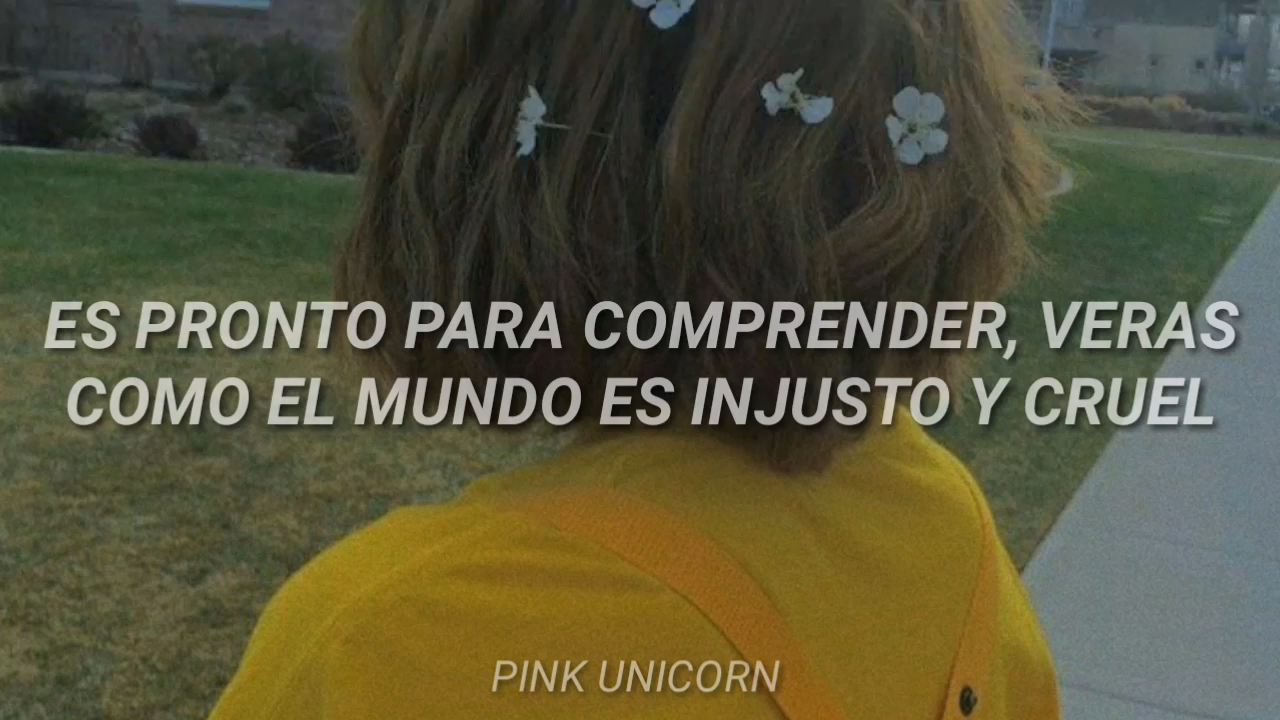 ES PRONTO PARA COMPRENDER, VERAS
COMO EL MUNDO ES INJUSTO Y CRUEL
PINK UNICORN